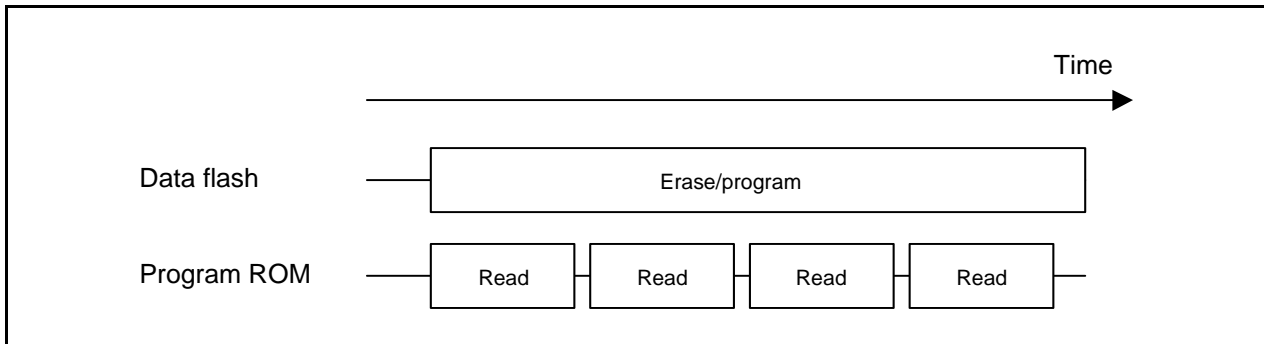 Time
Data flash
Erase/program
Program ROM
Read
Read
Read
Read